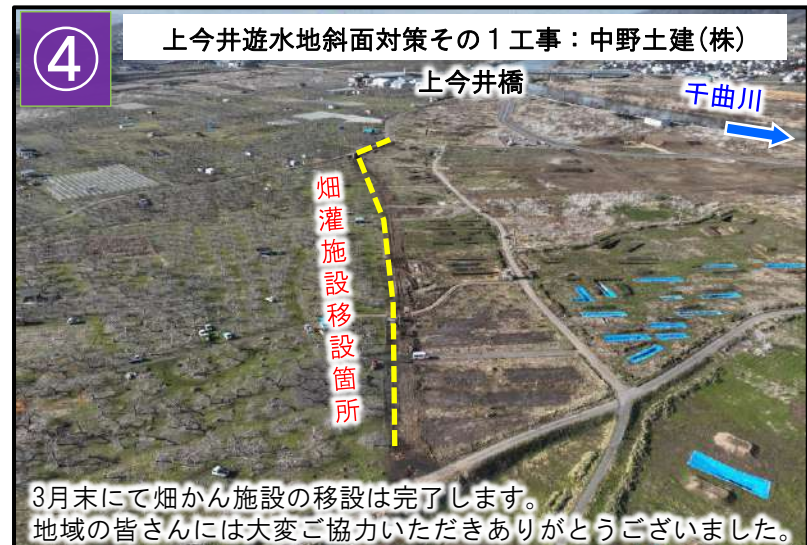 ④
上今井遊水地斜面対策その１工事：中野土建(株)
上今井橋
千曲川
畑灌施設移設箇所
3月末にて畑かん施設の移設は完了します。
地域の皆さんには大変ご協力いただきありがとうございました。